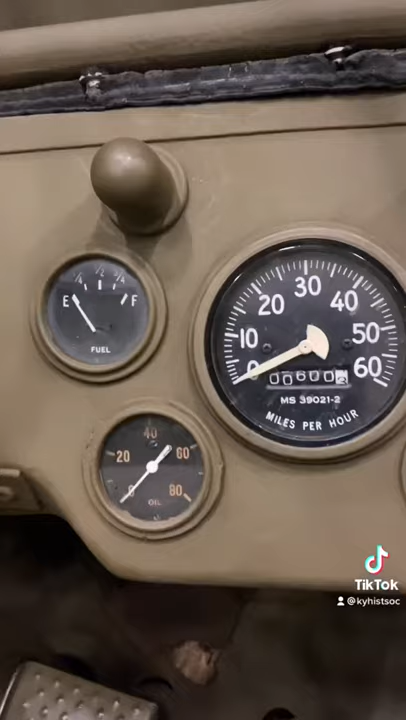 1/4 1/2 3/4
E F
FUEL
0 10 20 30 40 50 60
00600
MS 39021-2
MILES PER HOUR
0 20 40 60 80
OIL
TikTok
@kyhistsoc